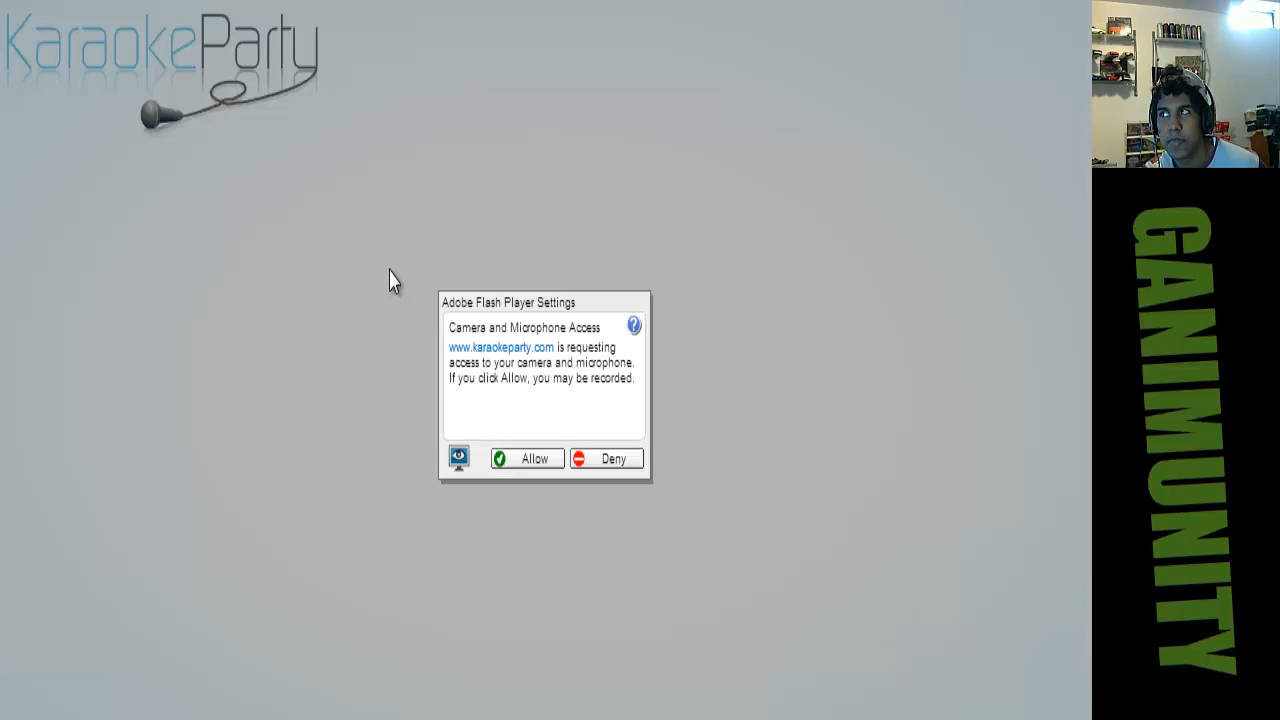 KaraokeParty
Adobe Flash Player Settings
Camera and Microphone Access
www.karaokeparty.com is requesting
access to your camera and microphone.
If you click Allow, you may be recorded.
Allow
Deny
GANIMUNITY